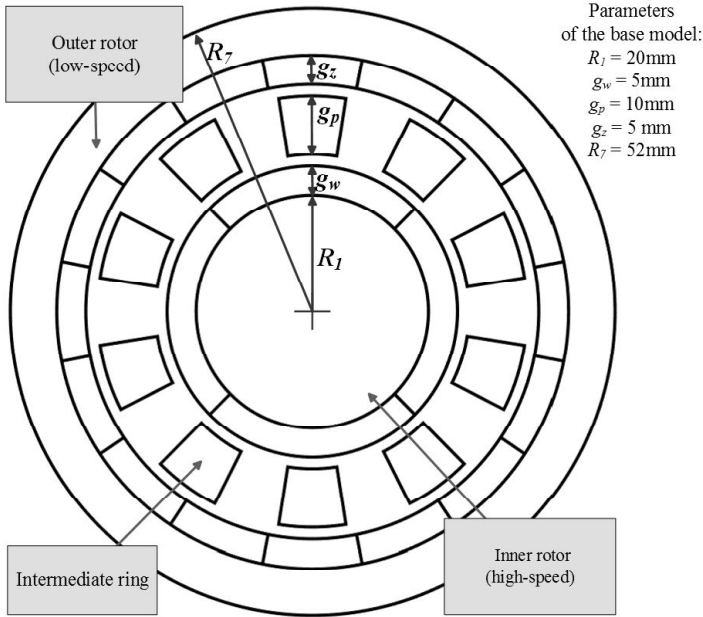 Outer rotor
(low-speed)
R7
gz
gp
gw
R1
Parameters
of the base model:
R1 = 20mm
gw = 5mm
gp = 10mm
gz = 5 mm
R7 = 52mm
Intermediate ring
Inner rotor
(high-speed)